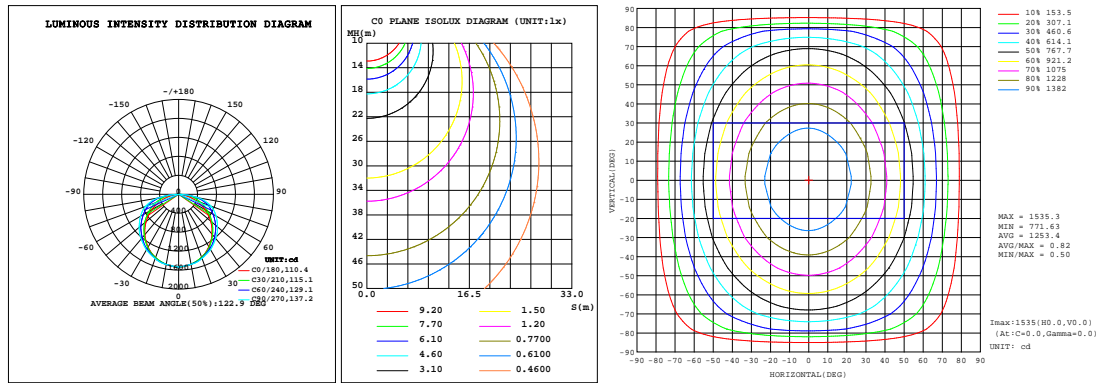 LUMINOUS INTENSITY DISTRIBUTION DIAGRAM
-/+180
-150 150
-120 120
-90 90
-60 60
-30 30
0
0
400
800
1200
1600
2000
UNIT:cd
C0/180,110.4
C30/210,115.1
C60/240,129.1
C90/270,137.2
AVERAGE BEAM ANGLE(50%):122.9 DEG
C0 PLANE ISOLUX DIAGRAM (UNIT:lx)
MH(m)
10
14
18
22
26
30
34
38
42
46
50
0.0 16.5 33.0
S(m)
9.20 1.50
7.70 1.20
6.10 0.7700
4.60 0.6100
3.10 0.4600
90
80
70
60
50
40
30
20
10
0
-10
-20
-30
-40
-50
-60
-70
-80
-90
VERTICAL(DEG)
-90 -80 -70 -60 -50 -40 -30 -20 -10 0 10 20 30 40 50 60 70 80 90
HORIZONTAL(DEG)
10% 153.5
20% 307.1
30% 460.6
40% 614.1
50% 767.7
60% 921.2
70% 1075
80% 1228
90% 1382
MAX = 1535.3
MIN = 771.63
AVG = 1253.4
AVG/MAX = 0.82
MIN/MAX = 0.50
Imax:1535(H0.0,V0.0)
(At:C=0.0,Gamma=0.0)
UNIT: cd